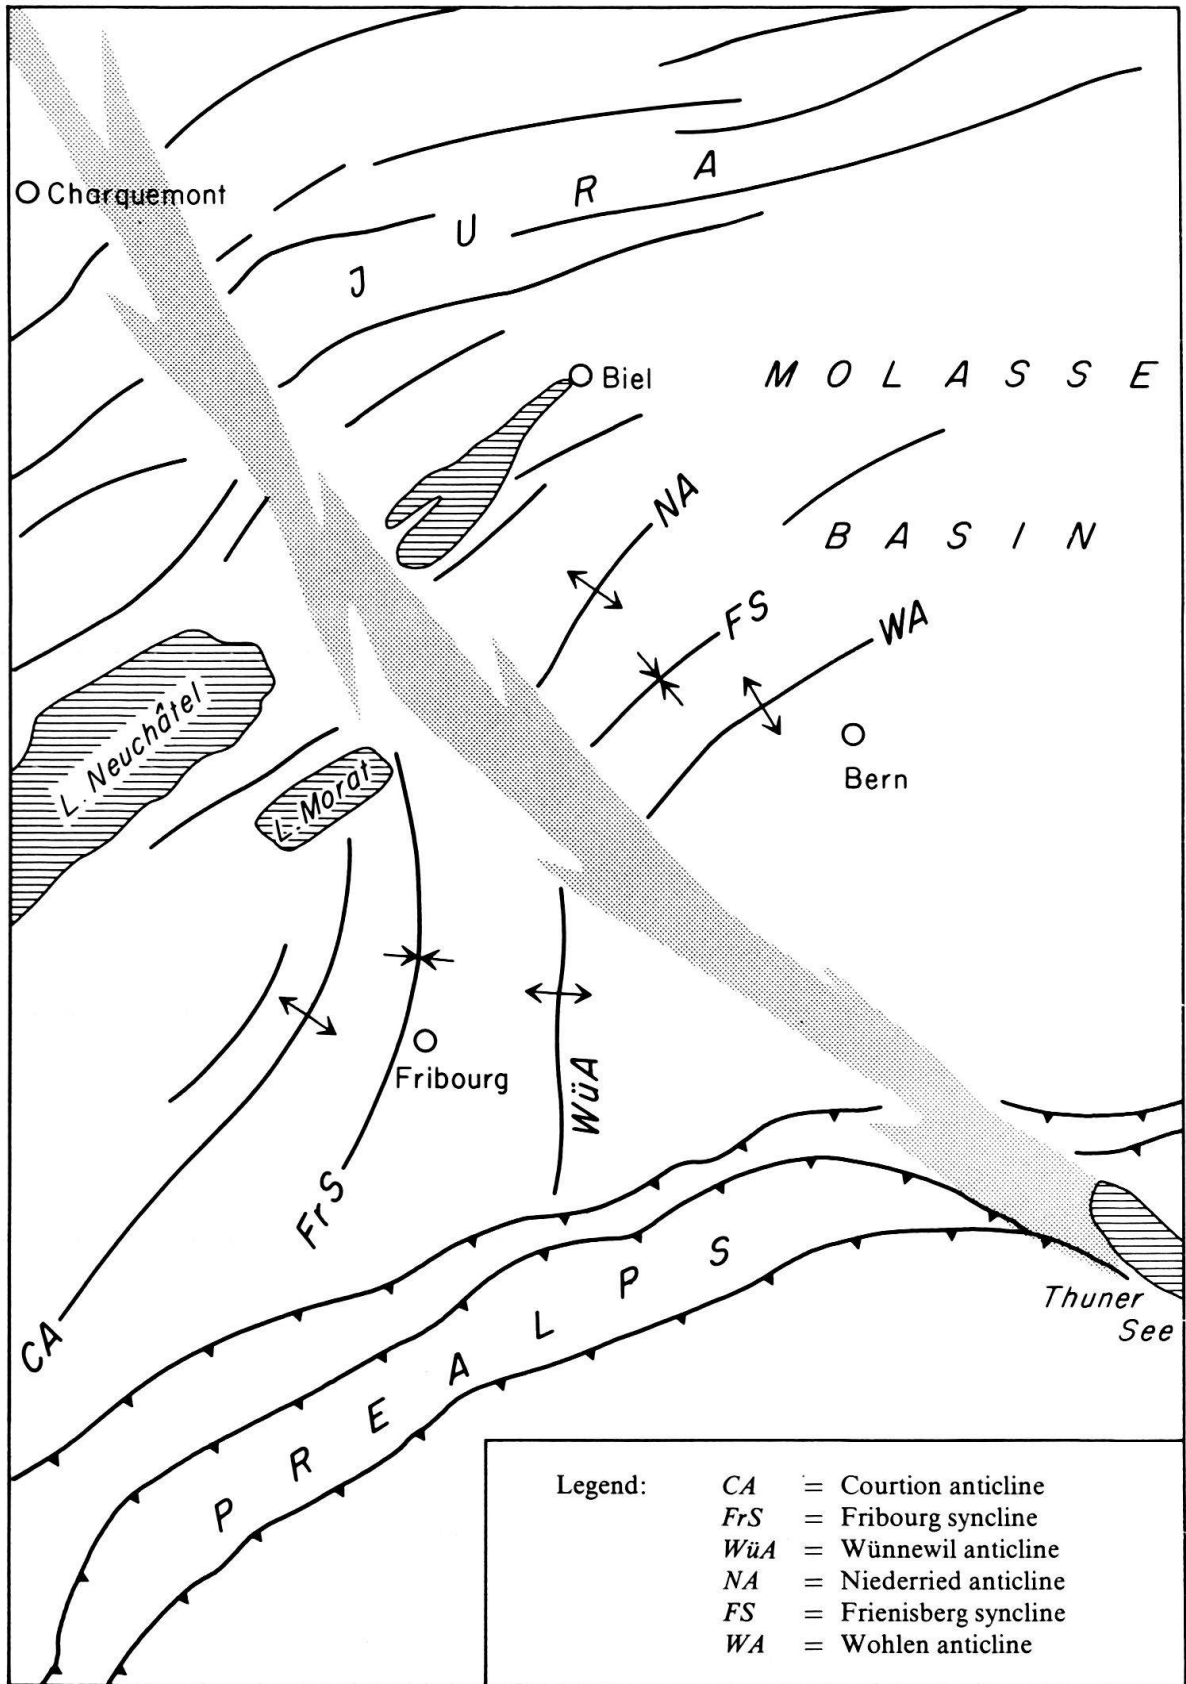 Charquemont
J U R A
Biel
M O L A S S E
B A S I N
NA
FS
WA
L. Neuchâtel
L. Morat
Bern
Fribourg
WüA
FrS
CA
P R E A L P S
Thuner
See
Legend:
CA = Courtion anticline
FrS = Fribourg syncline
WüA = Wünnewil anticline
NA = Niederried anticline
FS = Frienisberg syncline
WA = Wohlen anticline